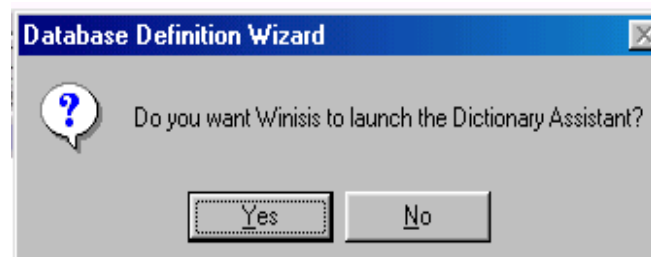 Database Definition Wizard
Do you want Winisis to launch the Dictionary Assistant?
Yes
No